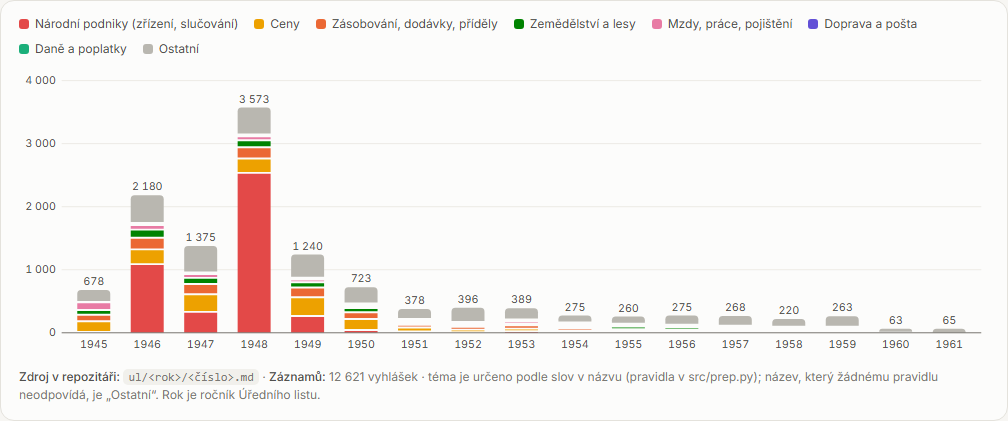 Národní podniky (zřízení, slučování) Ceny Zásobování, dodávky, příděly Zemědělství a lesy Mzdy, práce, pojištění Doprava a pošta
Daně a poplatky Ostatní
4 000
3 573
3 000
2 180
2 000
1 375
1 240
1 000
678
723
378 396 389 275 260 275 268 220 263 63 65
0
1945 1946 1947 1948 1949 1950 1951 1952 1953 1954 1955 1956 1957 1958 1959 1960 1961
Zdroj v repozitáři: ul/<rok>/<číslo>.md · Záznamů: 12 621 vyhlášek · téma je určeno podle slov v názvu (pravidla v src/prep.py); název, který žádnému pravidlu
neodpovídá, je „Ostatní“. Rok je ročník Úředního listu.